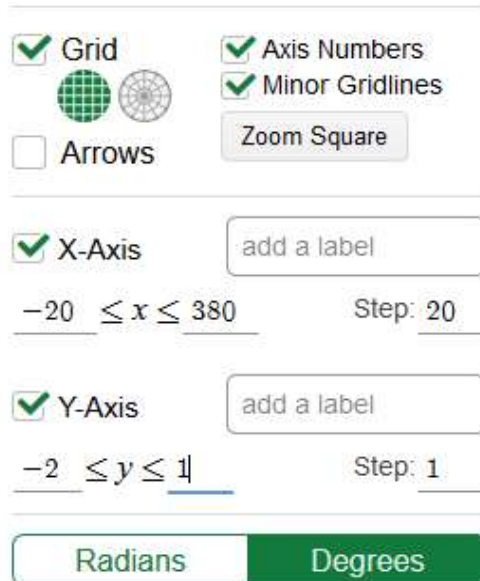 Grid
Axis Numbers
Minor Gridlines
Arrows
Zoom Square
X-Axis
add a label
−20 ≤ x ≤ 380
Step: 20
Y-Axis
add a label
−2 ≤ y ≤ 1
Step: 1
Radians
Degrees